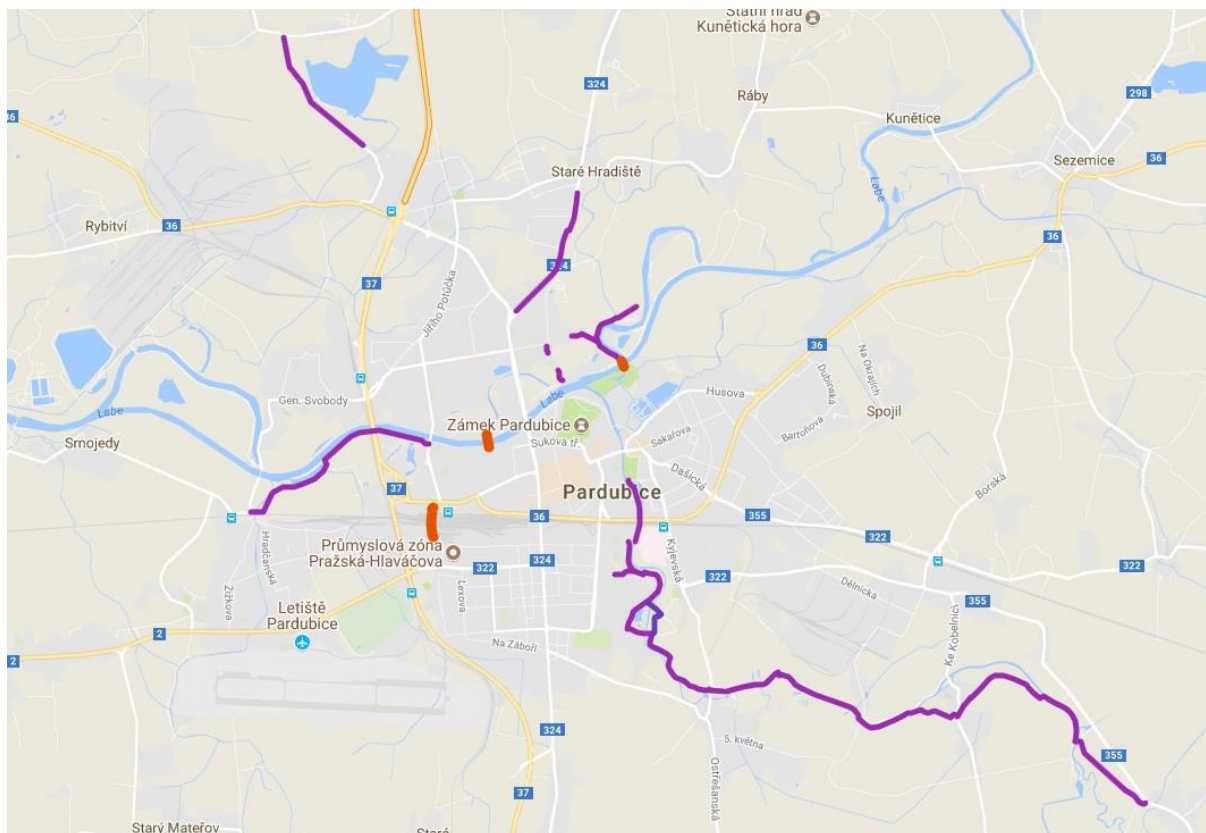 Státní hrad
Kunětická hora
324
298
Ráby
Kunětice
36
Sezemice
36
Staré Hradiště
Labe
Rybitví
36
36
37
324
Jiřího Potůčka
Gen. Svobody
Labe
Labe
Husova
36
Dubinská
Na Okrajích
Spojil
Srnojedy
Zámek Pardubice
Sukova tř.
Sakařova
Bartoňova
Dašická
Borská
37
Pardubice
36
355
322
Hradčanská
Průmyslová zóna
Pražská-Hlaváčova
324
322
Kyjevská
322
322
Dělnická
355
Žižkova
Lexova
Letiště
Pardubice
2
2
Na Záboří
Ke Kobelnici
324
5. května
355
Ostřešanská
37
Starý Mateřov
Staré